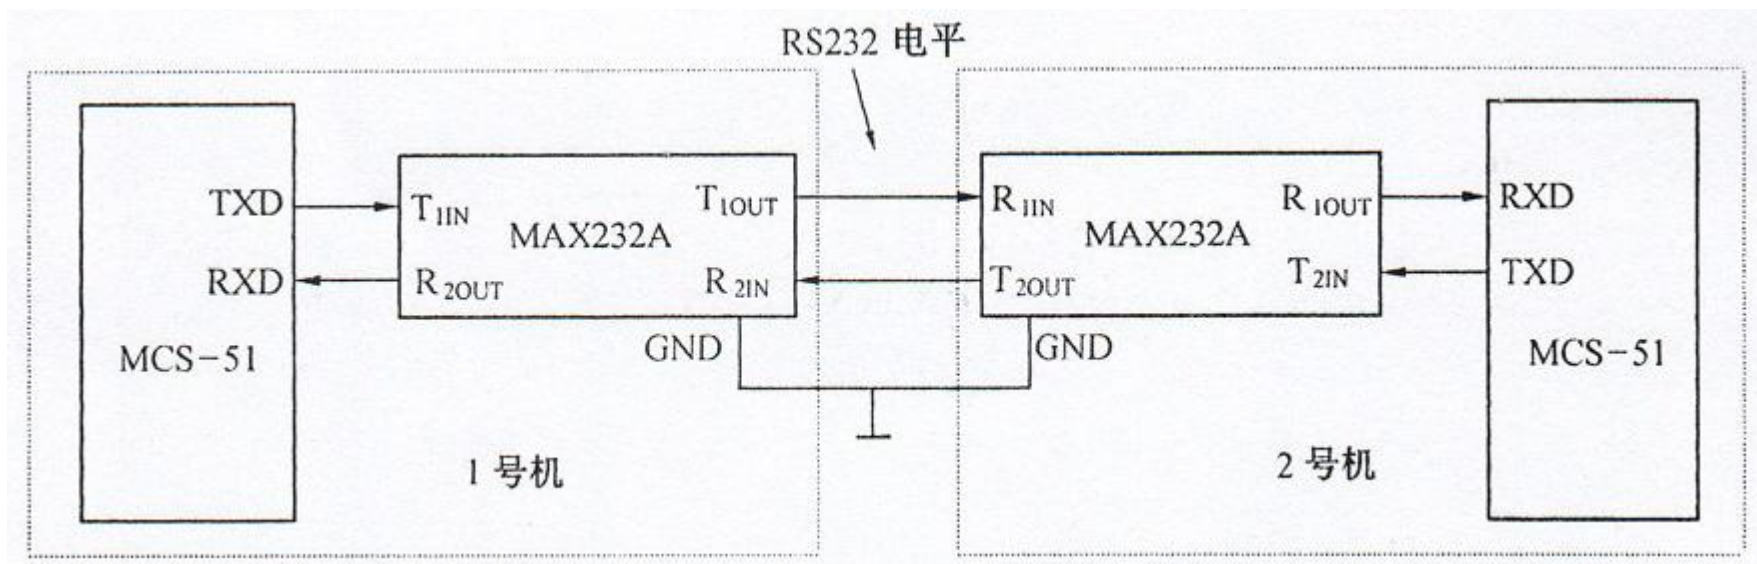 RS232 电平
TXD
T1IN
T1OUT
R1IN
R1OUT
RXD
MAX232A
MAX232A
RXD
R2OUT
R2IN
T2OUT
T2IN
TXD
GND
GND
MCS-51
MCS-51
1 号机
2 号机